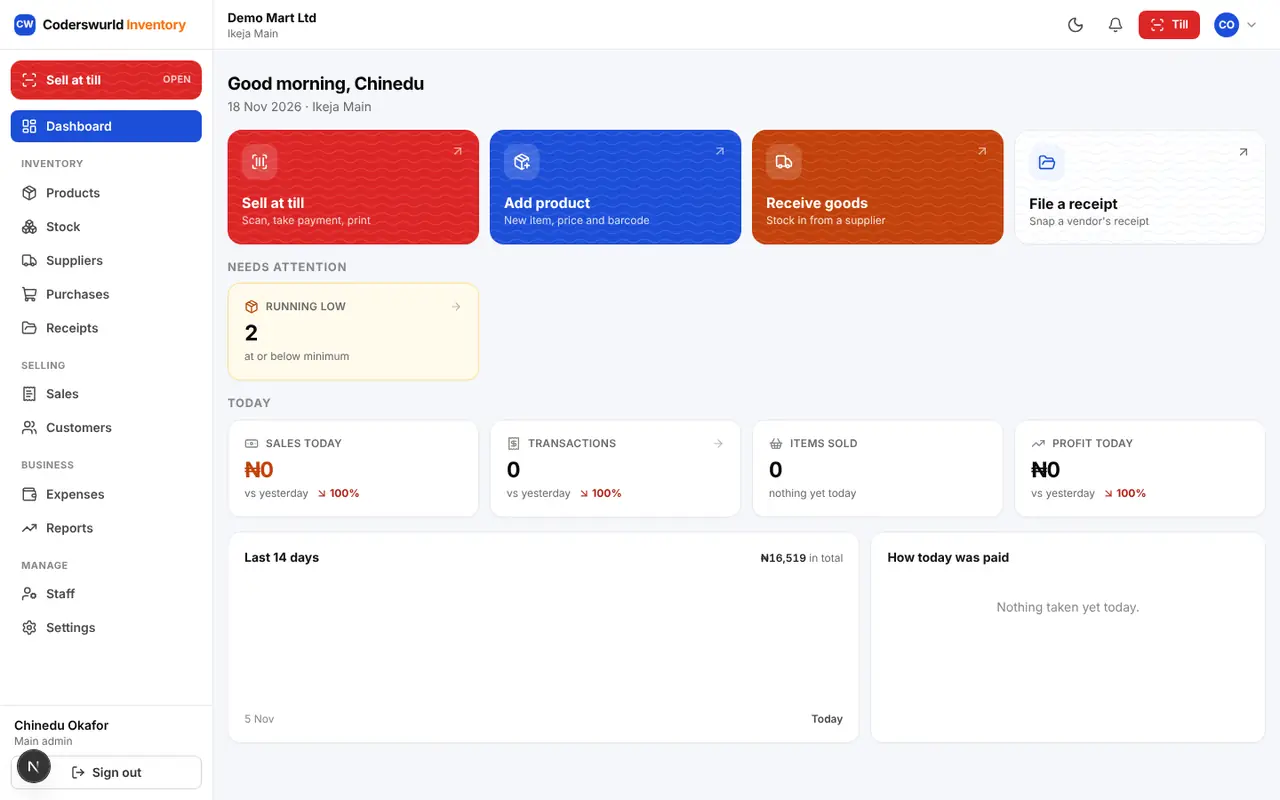 CW Coderswurld Inventory
Demo Mart Ltd
Ikeja Main
Till
CO
Sell at till OPEN
Dashboard
INVENTORY
Products
Stock
Suppliers
Purchases
Receipts
SELLING
Sales
Customers
BUSINESS
Expenses
Reports
MANAGE
Staff
Settings
Chinedu Okafor
Main admin
N
Sign out
Good morning, Chinedu
18 Nov 2026 · Ikeja Main
Sell at till
Scan, take payment, print
Add product
New item, price and barcode
Receive goods
Stock in from a supplier
File a receipt
Snap a vendor's receipt
NEEDS ATTENTION
RUNNING LOW
2
at or below minimum
TODAY
SALES TODAY
₦0
vs yesterday 100%
TRANSACTIONS
0
vs yesterday 100%
ITEMS SOLD
0
nothing yet today
PROFIT TODAY
₦0
vs yesterday 100%
Last 14 days
₦16,519 in total
5 Nov
Today
How today was paid
Nothing taken yet today.